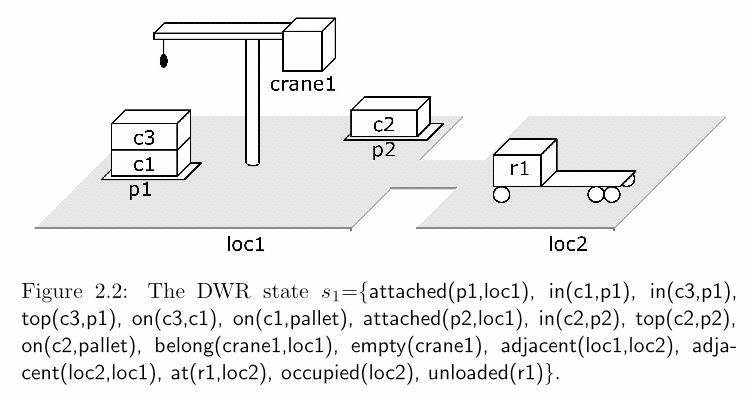 crane1
c3
c1
p1
c2
p2
r1
loc1
loc2
Figure 2.2: The DWR state s₁={attached(p1,loc1), in(c1,p1), in(c3,p1),
top(c3,p1), on(c3,c1), on(c1,pallet), attached(p2,loc1), in(c2,p2), top(c2,p2),
on(c2,pallet), belong(crane1,loc1), empty(crane1), adjacent(loc1,loc2), adja-
cent(loc2,loc1), at(r1,loc2), occupied(loc2), unloaded(r1)}.